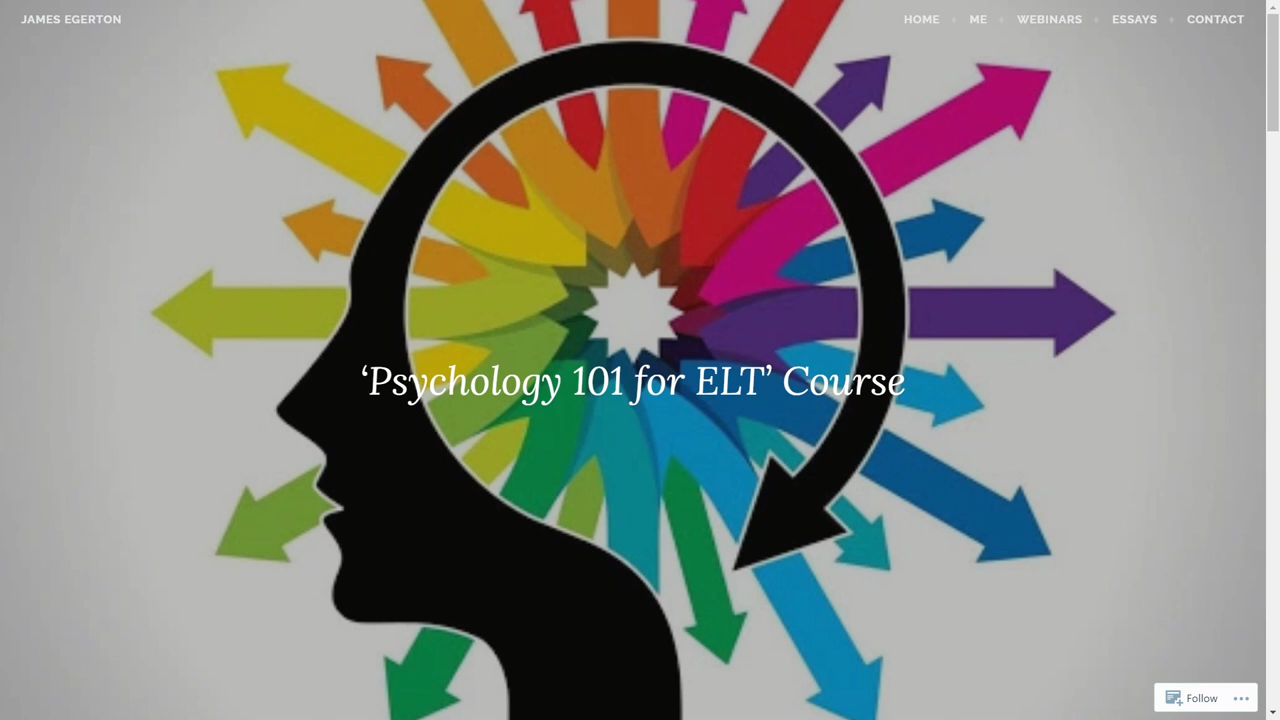 JAMES EGERTON
HOME
ME
WEBINARS
ESSAYS
CONTACT
‘Psychology 101 for ELT’ Course
Follow